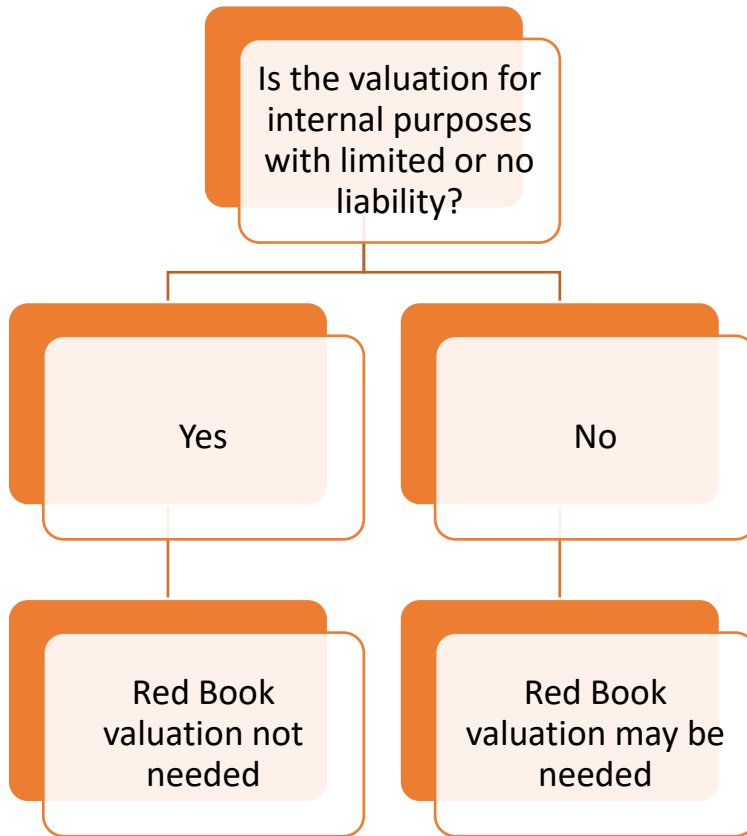 Is the valuation for
internal purposes
with limited or no
liability?
Yes
No
Red Book
valuation not
needed
Red Book
valuation may be
needed